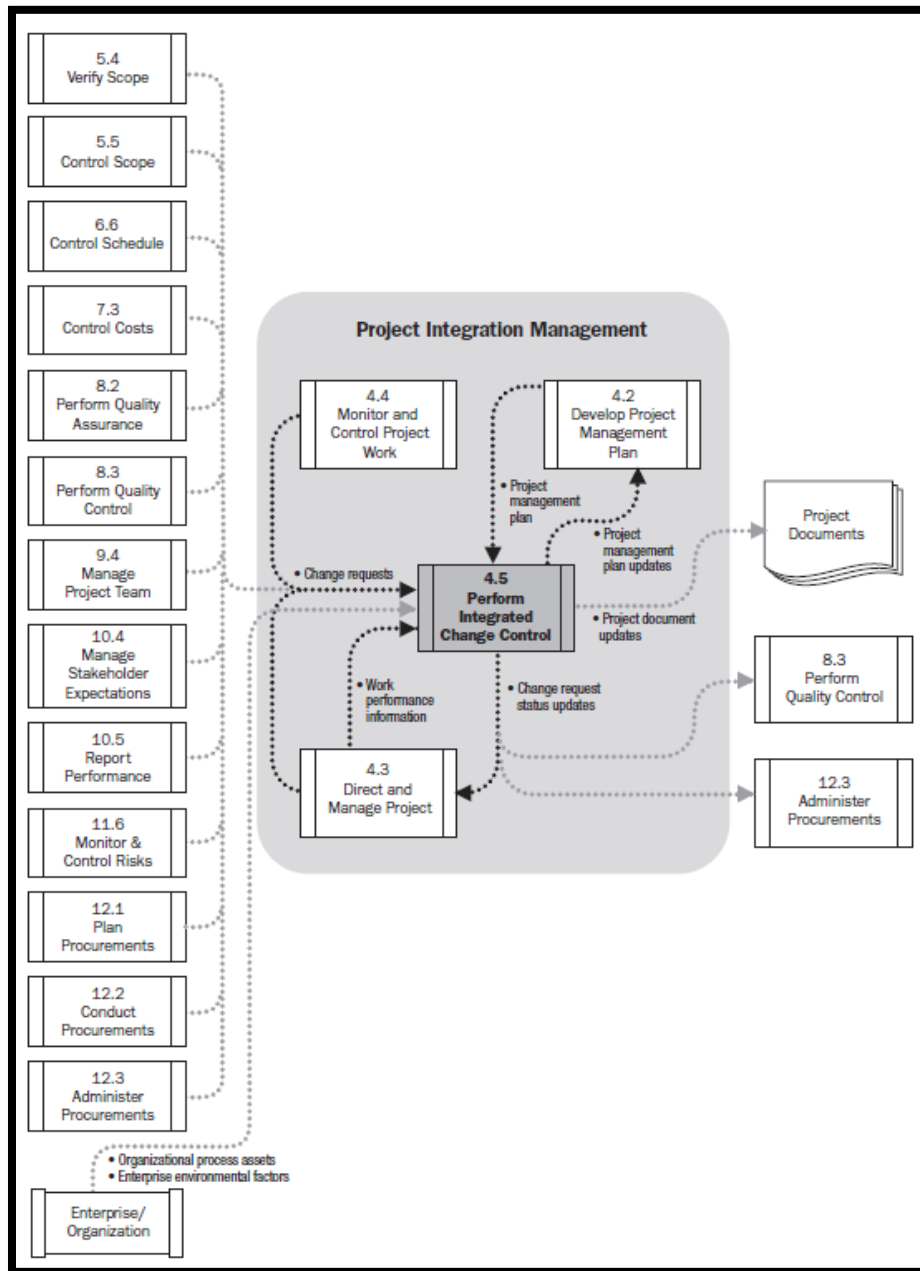 5.4
Verify Scope
5.5
Control Scope
6.6
Control Schedule
7.3
Control Costs
8.2
Perform Quality
Assurance
8.3
Perform Quality
Control
9.4
Manage
Project Team
10.4
Manage
Stakeholder
Expectations
10.5
Report
Performance
11.6
Monitor &
Control Risks
12.1
Plan
Procurements
12.2
Conduct
Procurements
12.3
Administer
Procurements
• Organizational process assets
• Enterprise environmental factors
Enterprise/
Organization
Project Integration Management
4.4
Monitor and
Control Project
Work
4.2
Develop Project
Management
Plan
• Project
management
plan
• Project
management
plan updates
• Change requests
4.5
Perform
Integrated
Change Control
• Project document
updates
• Work
performance
information
• Change request
status updates
4.3
Direct and
Manage Project
Project
Documents
8.3
Perform
Quality Control
12.3
Administer
Procurements